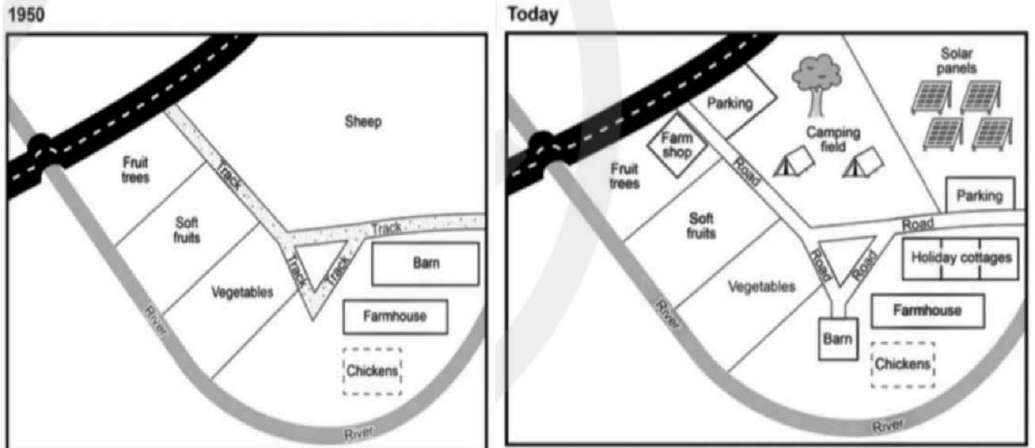 1950
Sheep
Fruit
trees
Track
Soft
fruits
Track
Track
Track
Barn
Vegetables
Farmhouse
River
Chickens
River
Today
Solar
panels
Parking
Camping
field
Farm
shop
Fruit
trees
Road
Parking
Soft
fruits
Road
Road
Road
Holiday cottages
Vegetables
Farmhouse
River
Barn
Chickens
River